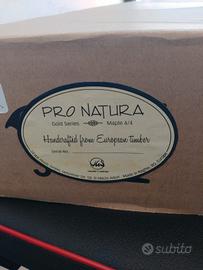 PRO NATURA
Gold Series Maple 4/4
Handcrafted from European timber
subito